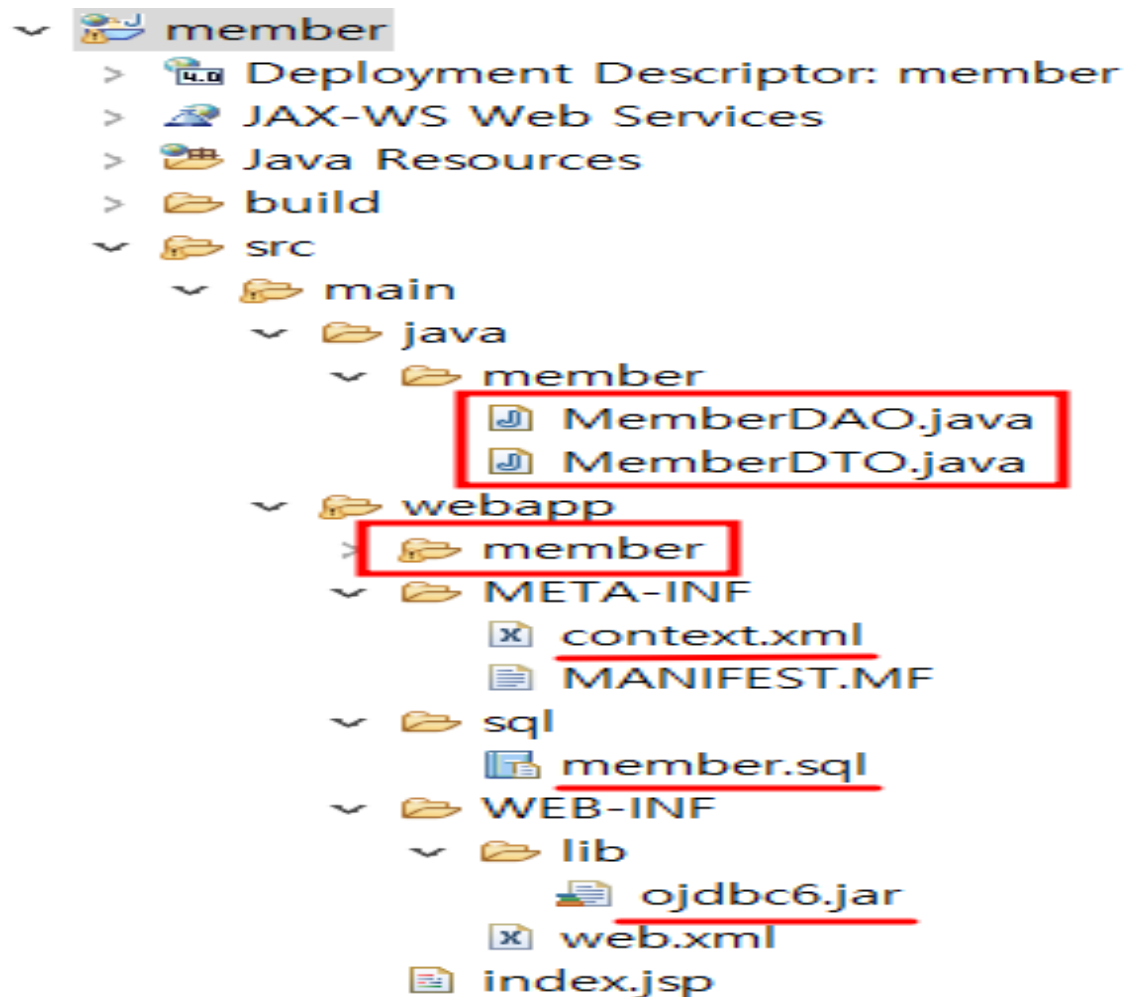 member
4.0 Deployment Descriptor: member
JAX-WS Web Services
Java Resources
build
src
main
java
member
MemberDAO.java
MemberDTO.java
webapp
member
META-INF
context.xml
MANIFEST.MF
sql
member.sql
WEB-INF
lib
ojdbc6.jar
web.xml
index.jsp